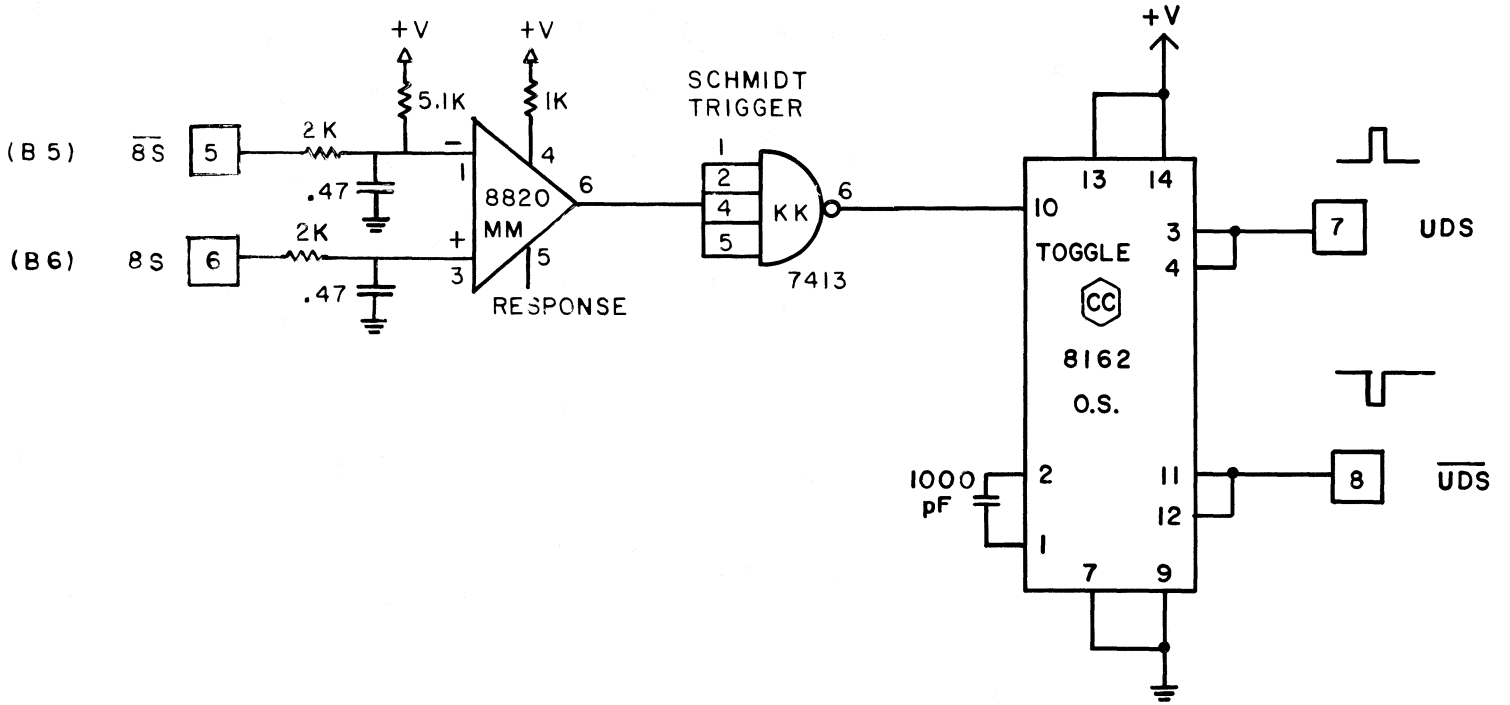 +V
+V
+V
SCHMIDT
TRIGGER
5.1K
1K
(B5)
8̅S̅
5
2K
−
1
.47
4
8820
MM
6
1
2
4
5
KK
6
7413
(B6)
8S
6
2K
+
3
.47
5
RESPONSE
13
14
10
TOGGLE
CC
8162
O.S.
3
4
7
UDS
1000
pF
2
1
11
12
8
U̅D̅S̅
7
9